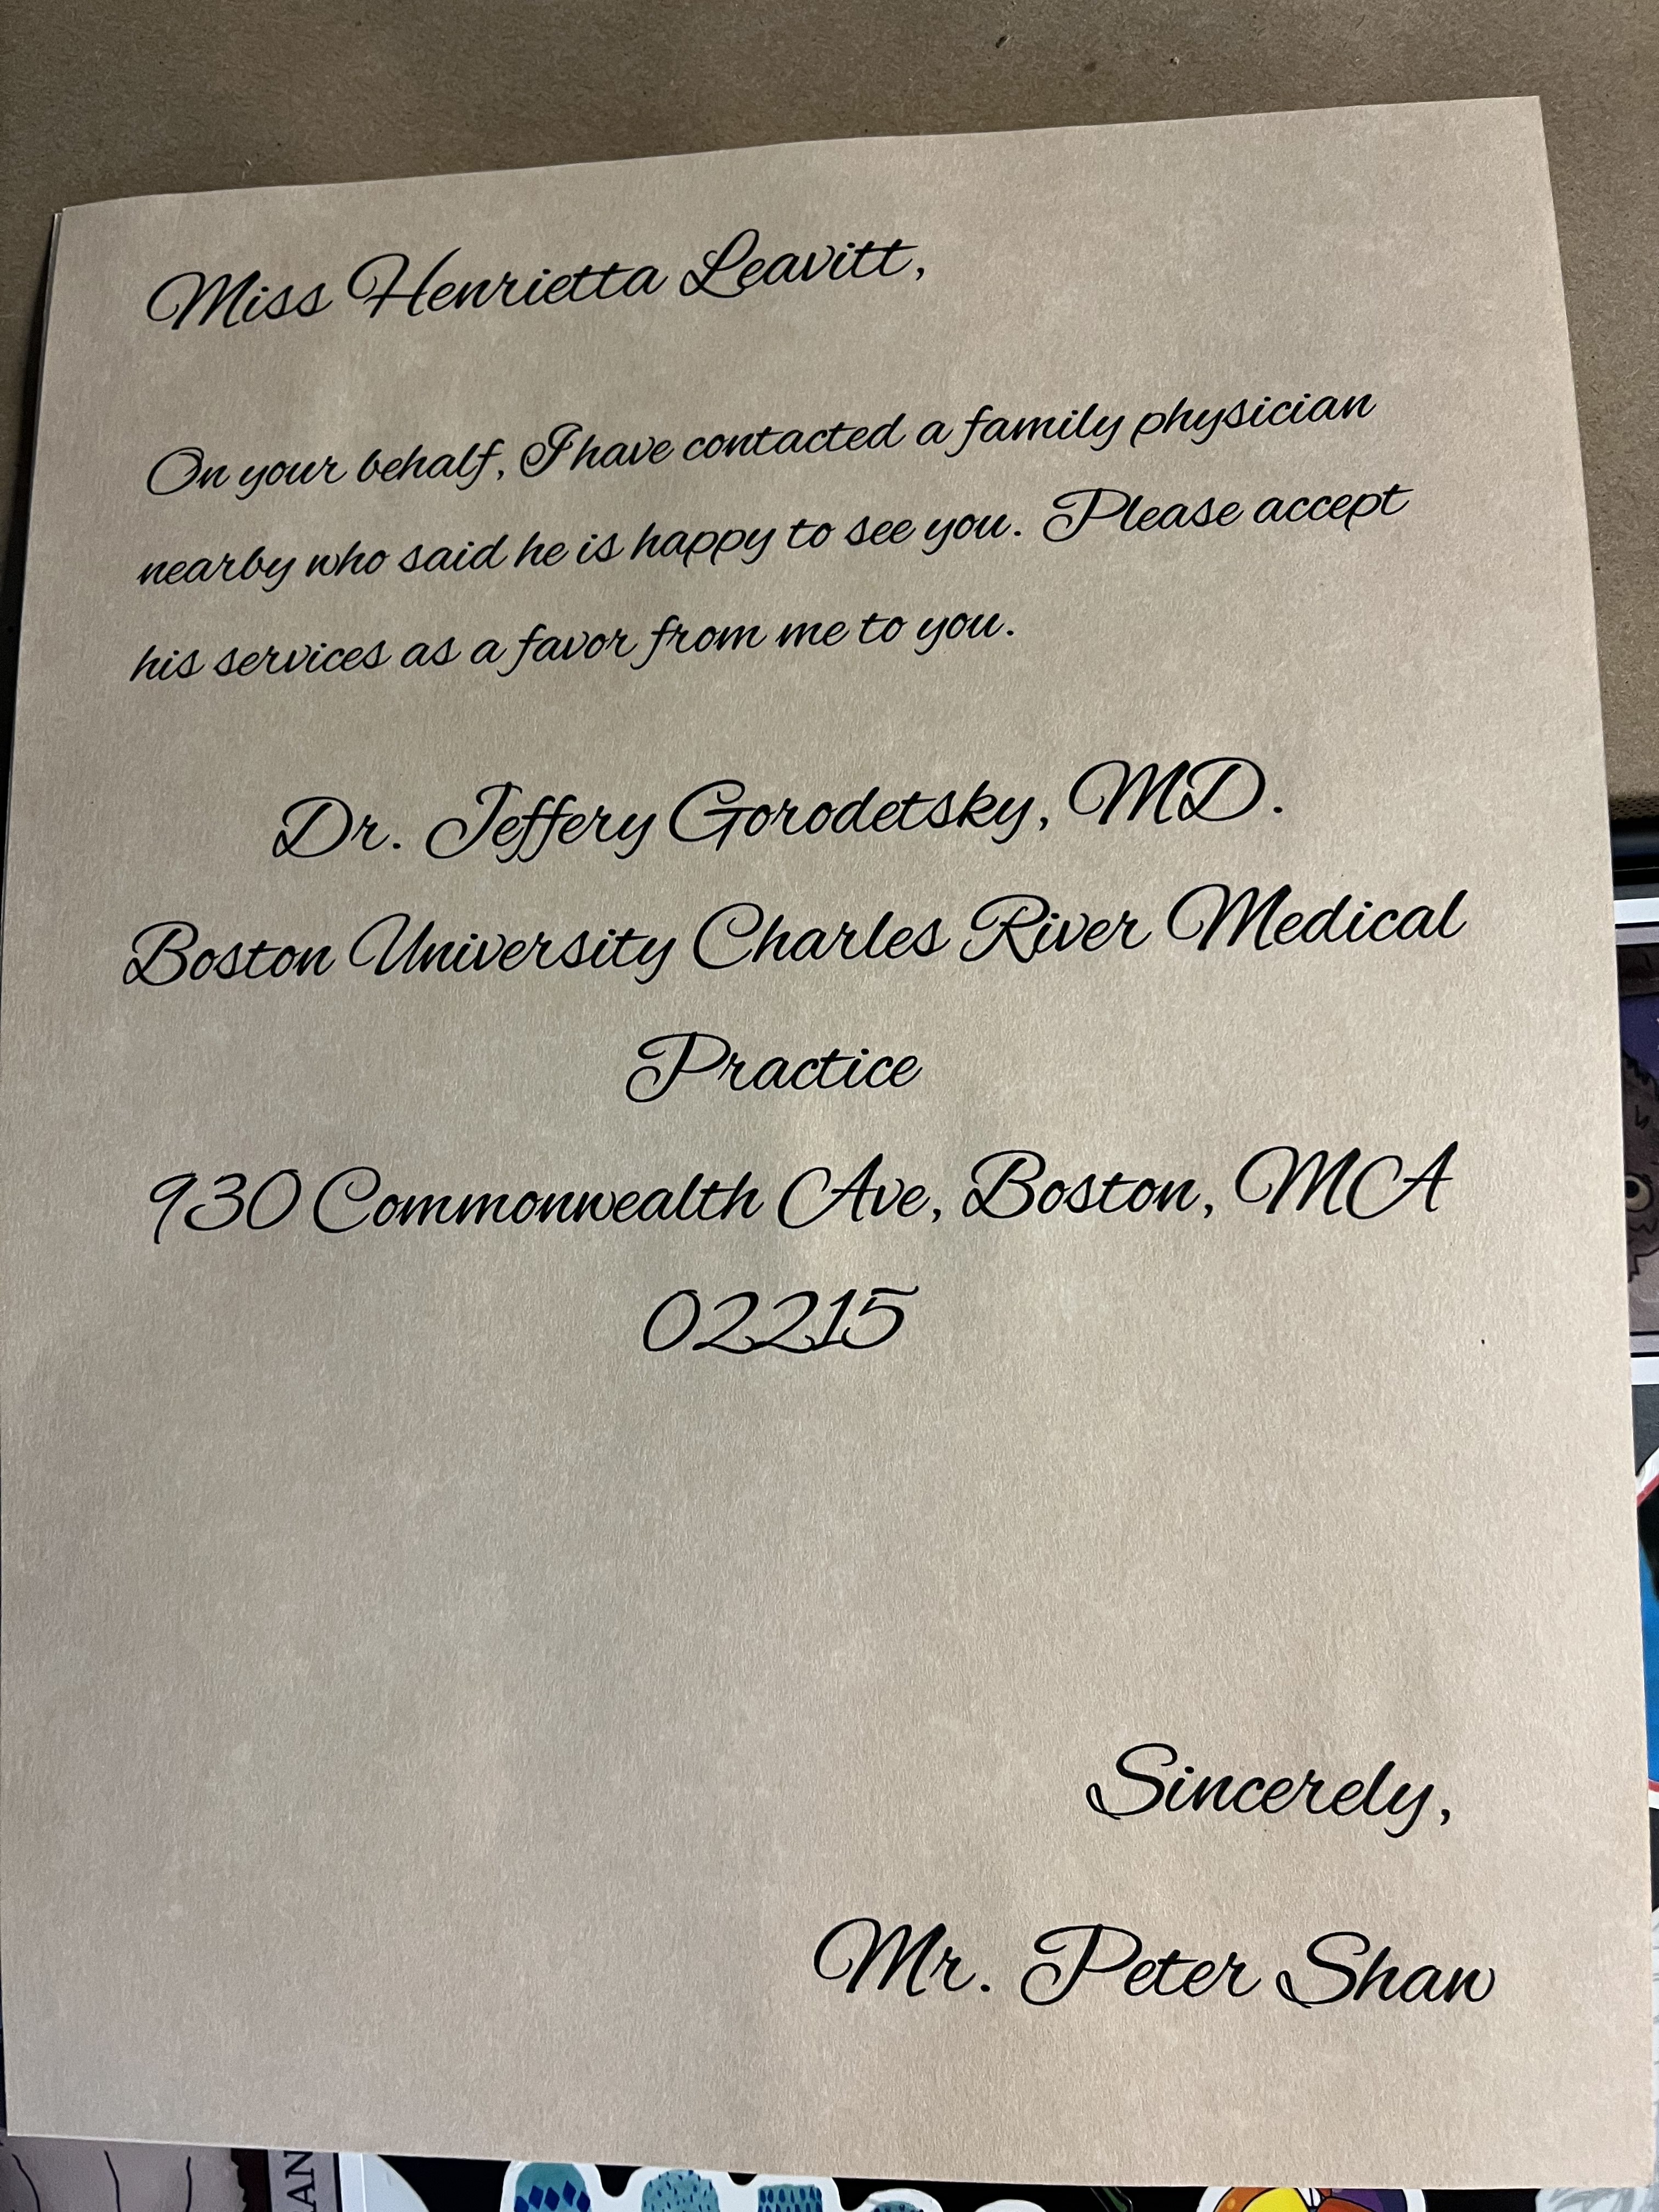 Miss Henrietta Leavitt,
On your behalf, I have contacted a family physician
nearby who said he is happy to see you. Please accept
his services as a favor from me to you.
Dr. Jeffery Gorodetsky, MD.
Boston University Charles River Medical
Practice
930 Commonwealth Ave, Boston, MA
02215
Sincerely,
Mr. Peter Shaw